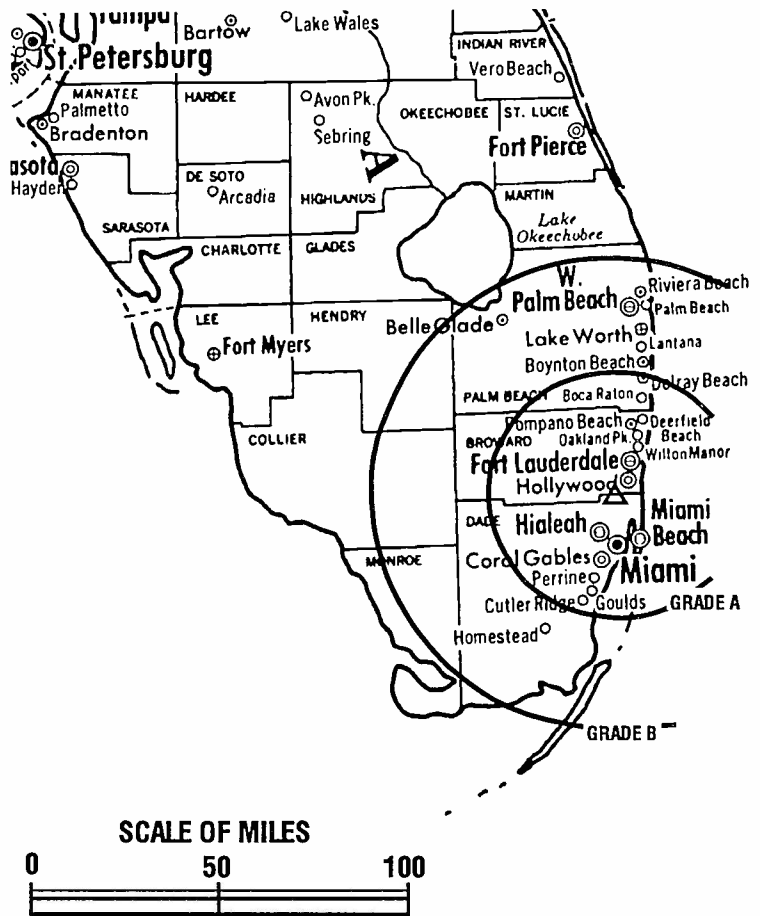 Tampa
Bartow
Lake Wales
St. Petersburg
INDIAN RIVER
Vero Beach
MANATEE
HARDEE
Palmetto
Bradenton
Avon Pk.
Sebring
OKEECHOBEE
ST. LUCIE
Fort Pierce
asota
Hayden
DE SOTO
Arcadia
A
HIGHLANDS
MARTIN
SARASOTA
Lake
Okeechobee
CHARLOTTE
GLADES
W.
Palm Beach
Riviera Beach
Palm Beach
LEE
HENDRY
Belle Glade
Lake Worth
Lantana
Fort Myers
Boynton Beach
Delray Beach
PALM BEACH
Boca Raton
COLLIER
Pompano Beach
Deerfield
Beach
BROWARD
Oakland Pk.
Wilton Manor
Fort Lauderdale
Hollywood
DADE
Hialeah
Miami
Beach
MONROE
Coral Gables
Miami
Perrine
Cutler Ridge
Goulds
GRADE A
Homestead
GRADE B
SCALE OF MILES
0 50 100